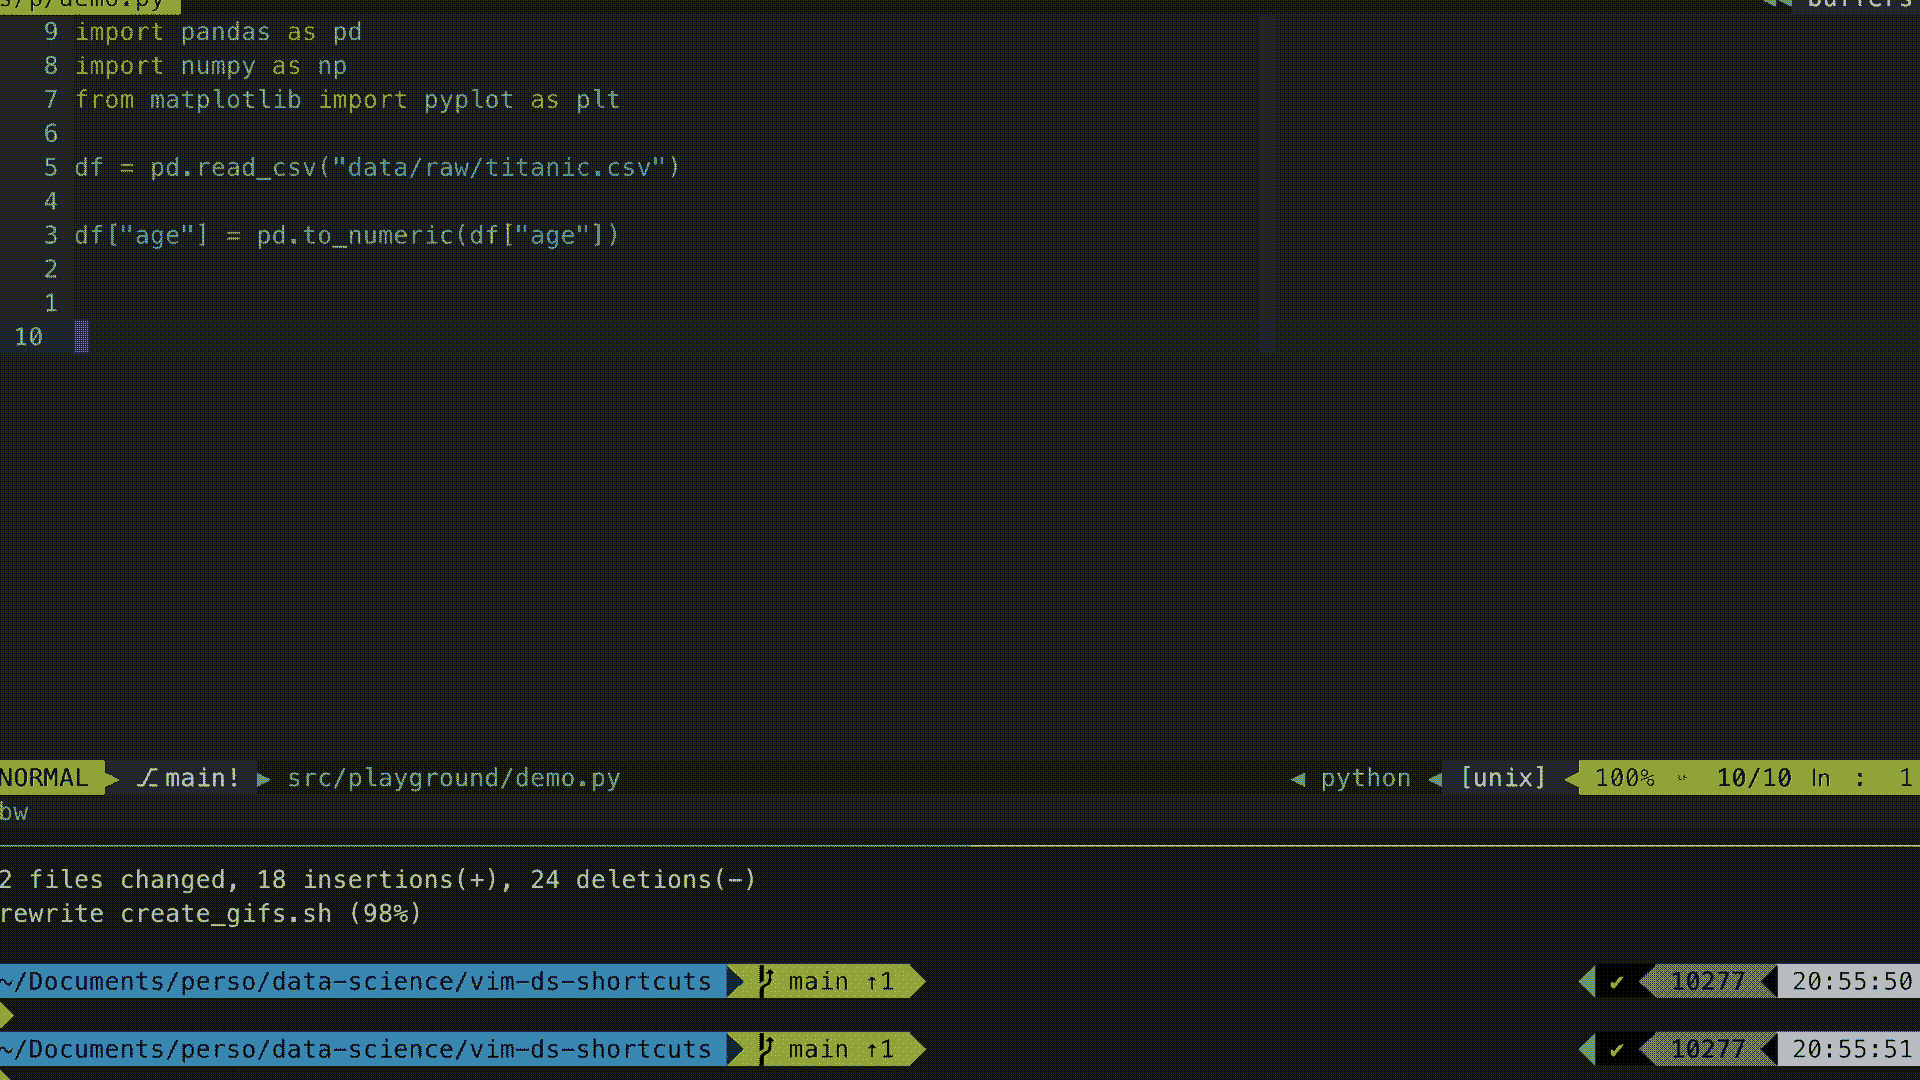 s/p/demo.py buffers
9 import pandas as pd
8 import numpy as np
7 from matplotlib import pyplot as plt
6
5 df = pd.read_csv("data/raw/titanic.csv")
4
3 df["age"] = pd.to_numeric(df["age"])
2
1
10
NORMAL main! src/playground/demo.py python [unix] 100% 10/10 ln : 1
bw
2 files changed, 18 insertions(+), 24 deletions(-)
rewrite create_gifs.sh (98%)
~/Documents/perso/data-science/vim-ds-shortcuts main ↑1 ✔ 10277 20:55:50
~/Documents/perso/data-science/vim-ds-shortcuts main ↑1 ✔ 10277 20:55:51